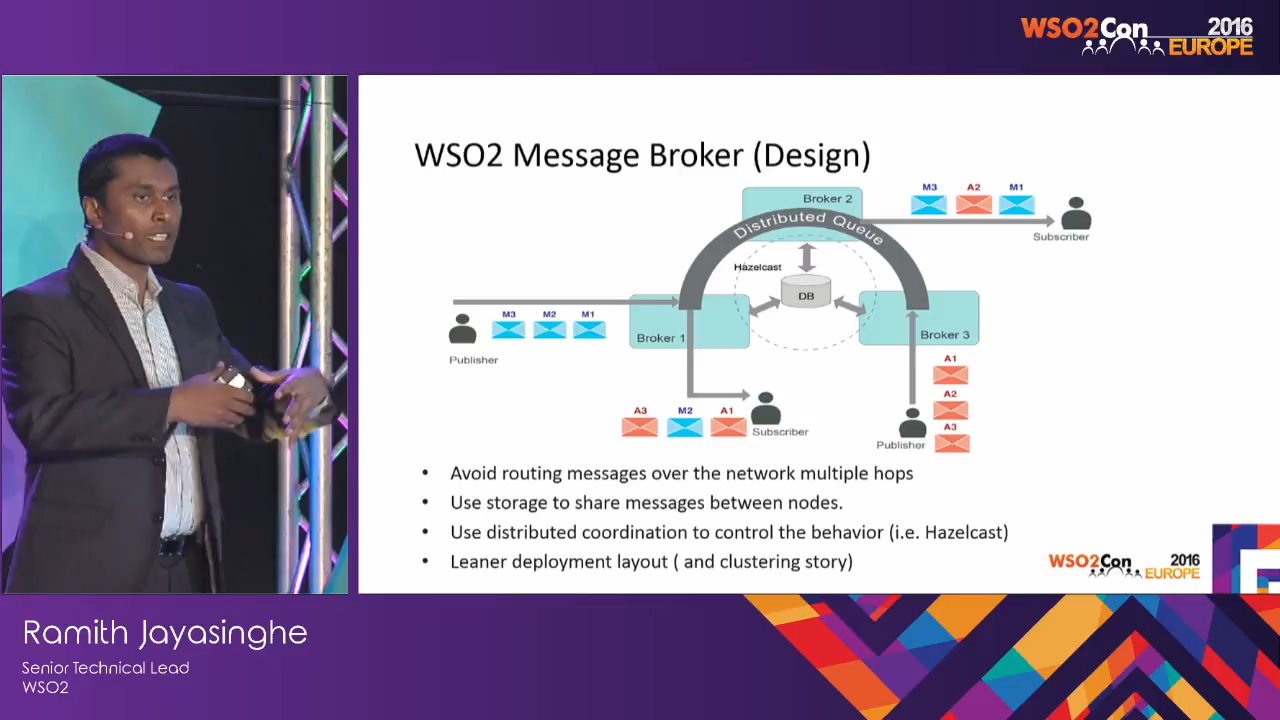 WSO2Con 2016
EUROPE
WSO2 Message Broker (Design)
Broker 2
Distributed Queue
M3 A2 M1
Subscriber
Hazelcast
DB
M3 M2 M1
Publisher
Broker 1
Broker 3
A1
A2
A3
Publisher
A3 M2 A1
Subscriber
• Avoid routing messages over the network multiple hops
• Use storage to share messages between nodes.
• Use distributed coordination to control the behavior (i.e. Hazelcast)
• Leaner deployment layout ( and clustering story)
WSO2Con 2016
EUROPE
Ramith Jayasinghe
Senior Technical Lead
WSO2